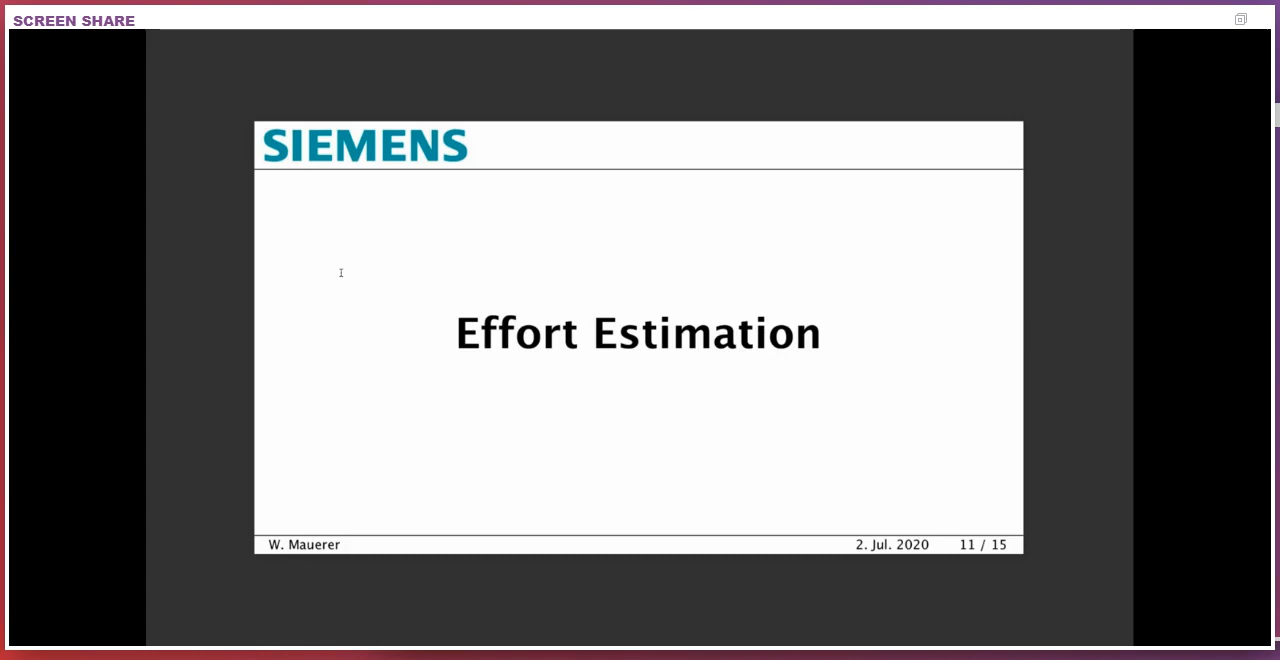 SCREEN SHARE
SIEMENS
Effort Estimation
W. Mauerer 2. Jul. 2020 11 / 15